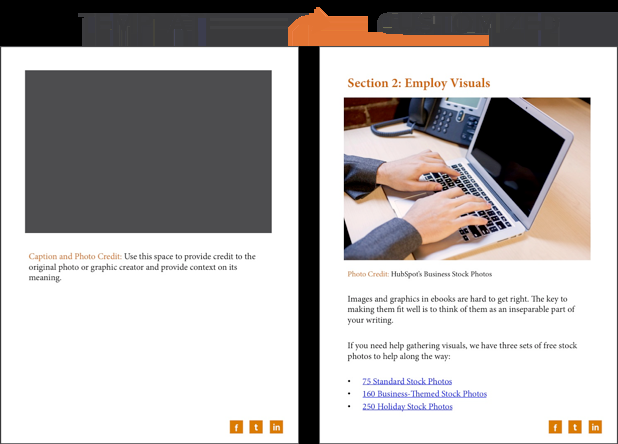 Caption and Photo Credit: Use this space to provide credit to the
original photo or graphic creator and provide context on its
meaning.
f t in
Section 2: Employ Visuals
Photo Credit: HubSpot's Business Stock Photos
Images and graphics in ebooks are hard to get right. The key to
making them fit well is to think of them as an inseparable part of
your writing.
If you need help gathering visuals, we have three sets of free stock
photos to help along the way:
• 75 Standard Stock Photos
• 160 Business-Themed Stock Photos
• 250 Holiday Stock Photos
f t in